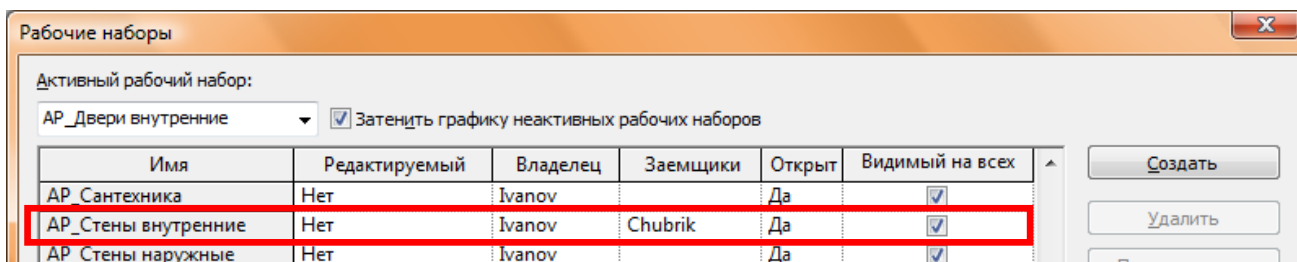 Рабочие наборы
Активный рабочий набор:
АР_Двери внутренние Затенить графику неактивных рабочих наборов
Имя Редактируемый Владелец Заемщики Открыт Видимый на всех Создать
АР_Сантехника Нет Ivanov Да
АР_Стены внутренние Нет Ivanov Chubrik Да Удалить
АР_Стены наружные Нет Ivanov Да